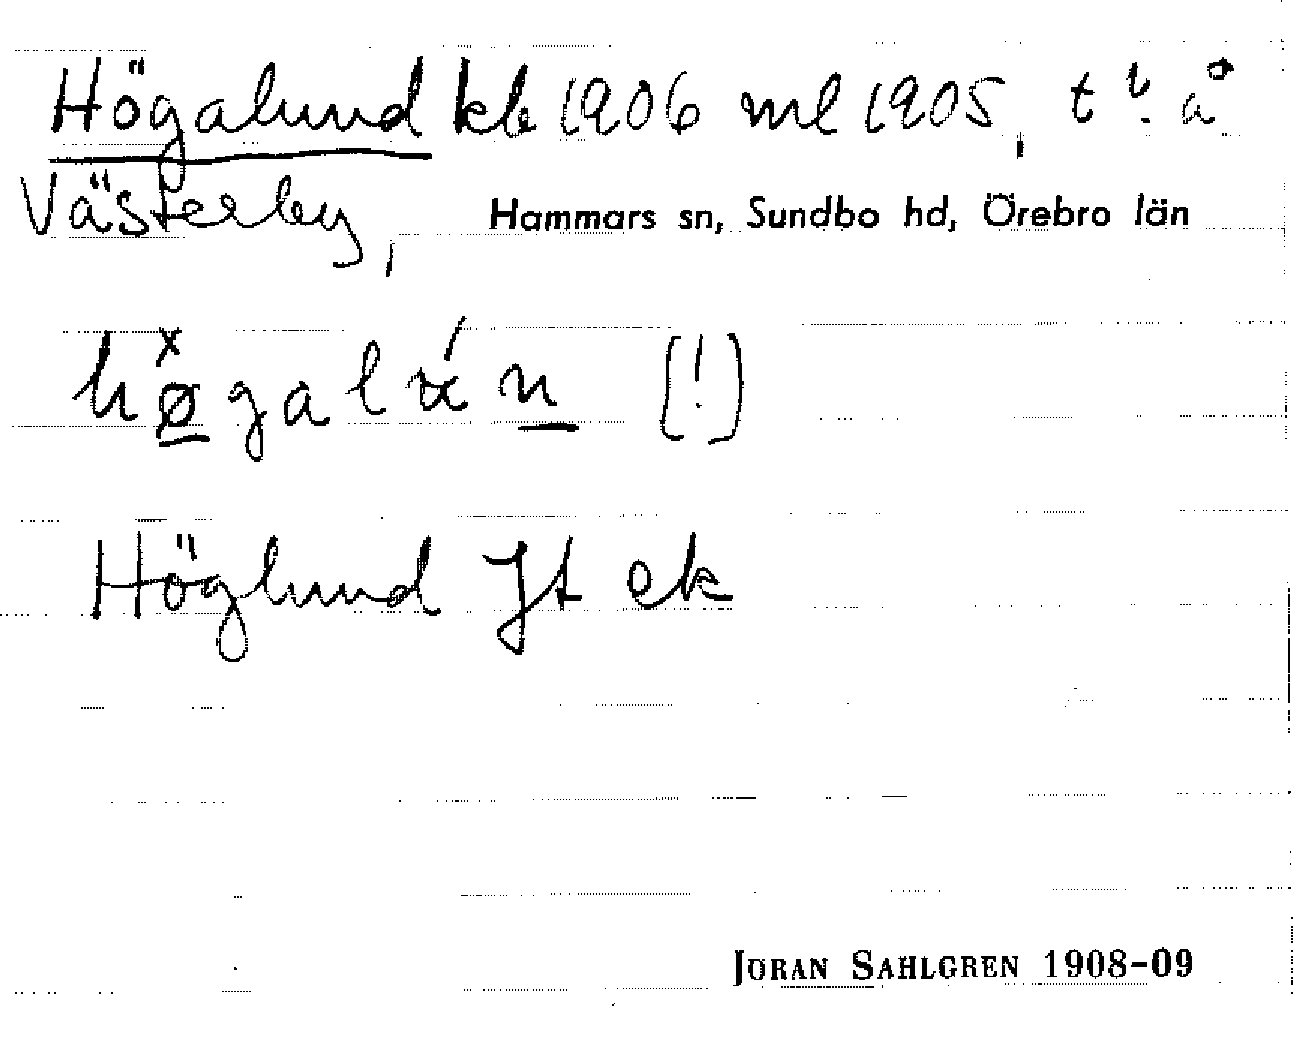 Högalund kb 1906 ml 1905, t t. å
Västerby, Hammars sn, Sundbo hd, Örebro län
høgalún [!]
Höglund Jt ek
JÖRAN SAHLGREN 1908-09